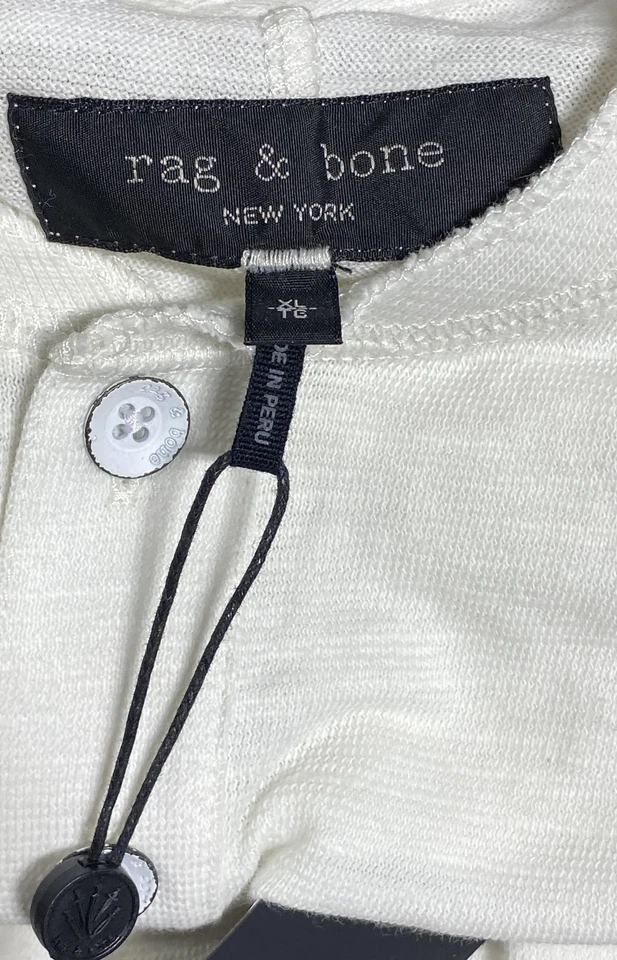 rag & bone
NEW YORK
XL
TG
DE IN PERU